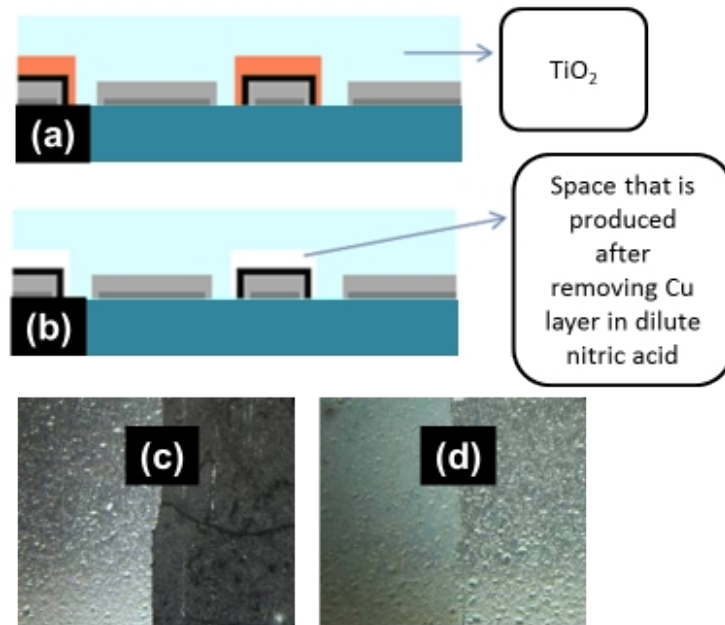 TiO₂
(a)
Space that is
produced
after
removing Cu
layer in dilute
nitric acid
(b)
(c)
(d)